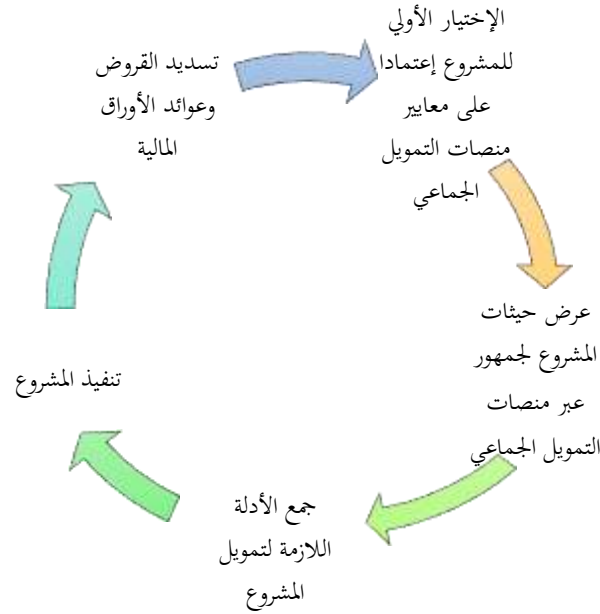 الإختيار الأولي
للمشروع إعتمادا
على معايير
منصات التمويل
الجماعي
عرض حيثات
المشروع لجمهور
عبر منصات
التمويل الجماعي
جمع الأدلة
اللازمة لتمويل
المشروع
تنفيذ المشروع
تسديد القروض
وعوائد الأوراق
المالية